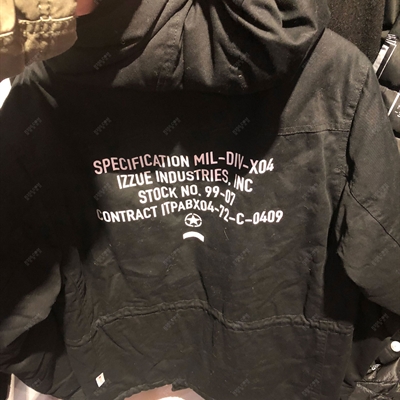 SPECIFICATION MIL-DIV-X04
IZZUE INDUSTRIES, INC
STOCK NO. 99-07
CONTRACT ITPABX04-72-C-0409